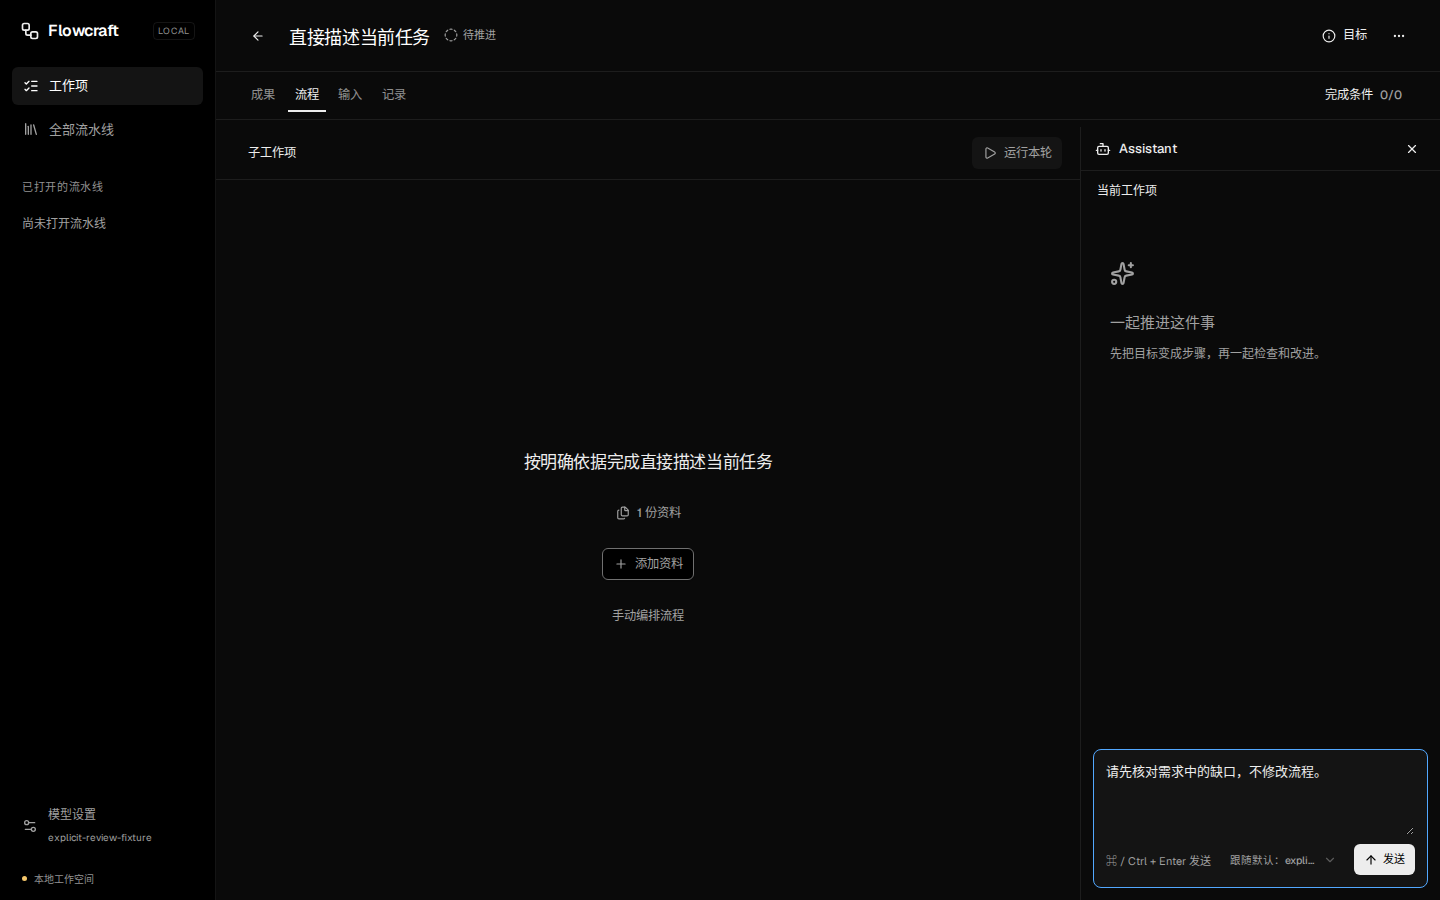 Flowcraft
LOCAL
工作项
全部流水线
已打开的流水线
尚未打开流水线
模型设置
explicit-review-fixture
本地工作空间
直接描述当前任务
待推进
目标
成果
流程
输入
记录
完成条件 0/0
子工作项
运行本轮
按明确依据完成直接描述当前任务
1 份资料
添加资料
手动编排流程
Assistant
当前工作项
一起推进这件事
先把目标变成步骤，再一起检查和改进。
请先核对需求中的缺口，不修改流程。
⌘ / Ctrl + Enter 发送
跟随默认：expli...
发送